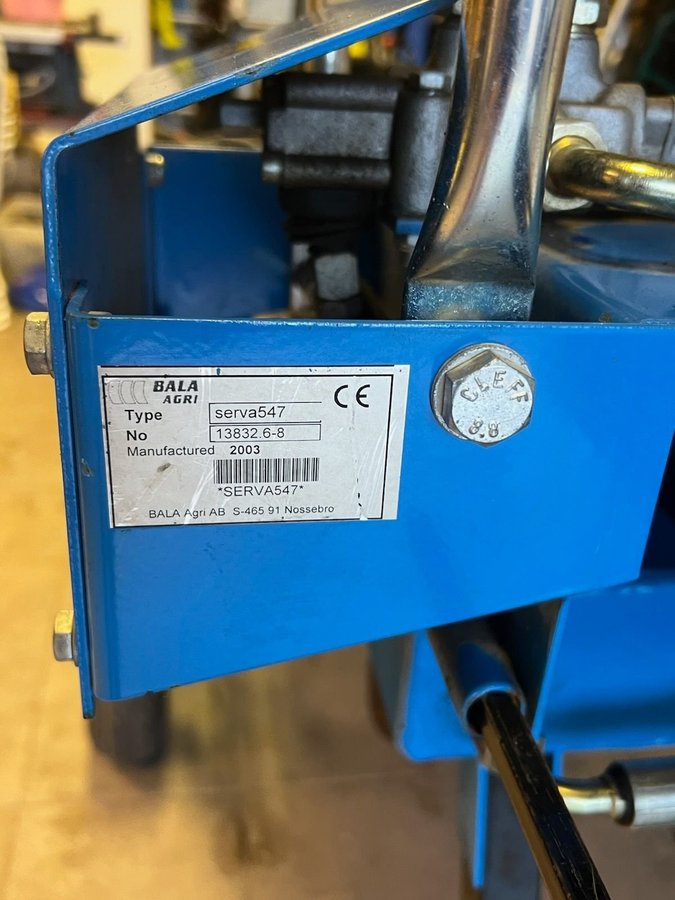 BALA
AGRI
CE
Type serva547
No 13832.6-8
Manufactured 2003
*SERVA547*
BALA Agri AB S-465 91 Nossebro
CLEFF
8.8